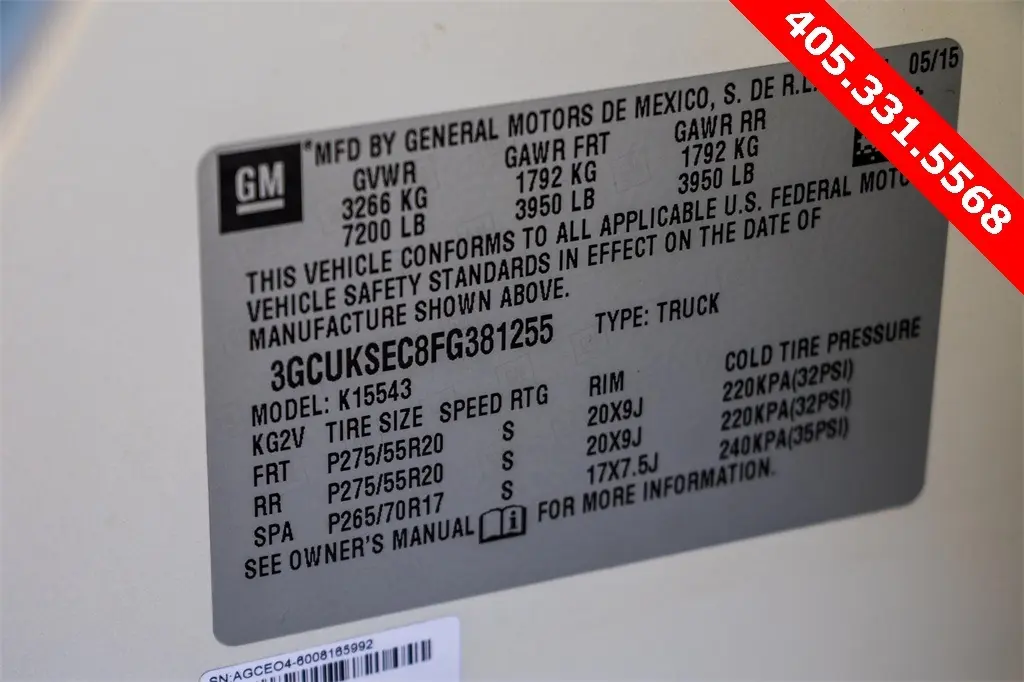 405.331.5568
05/15
GM
*MFD BY GENERAL MOTORS DE MEXICO, S. DE R.L.
GVWR GAWR FRT GAWR RR
3266 KG 1792 KG 1792 KG
7200 LB 3950 LB 3950 LB
THIS VEHICLE CONFORMS TO ALL APPLICABLE U.S. FEDERAL
VEHICLE SAFETY STANDARDS IN EFFECT ON THE DATE OF
MANUFACTURE SHOWN ABOVE.
3GCUKSEC8FG381255 TYPE: TRUCK
MODEL: K15543
KG2V TIRE SIZE SPEED RTG RIM COLD TIRE PRESSURE
FRT P275/55R20 S 20X9J 220KPA(32PSI)
RR P275/55R20 S 20X9J 220KPA(32PSI)
SPA P265/70R17 S 17X7.5J 240KPA(35PSI)
SEE OWNER'S MANUAL i FOR MORE INFORMATION.
SN:AGCEO4-6008165992